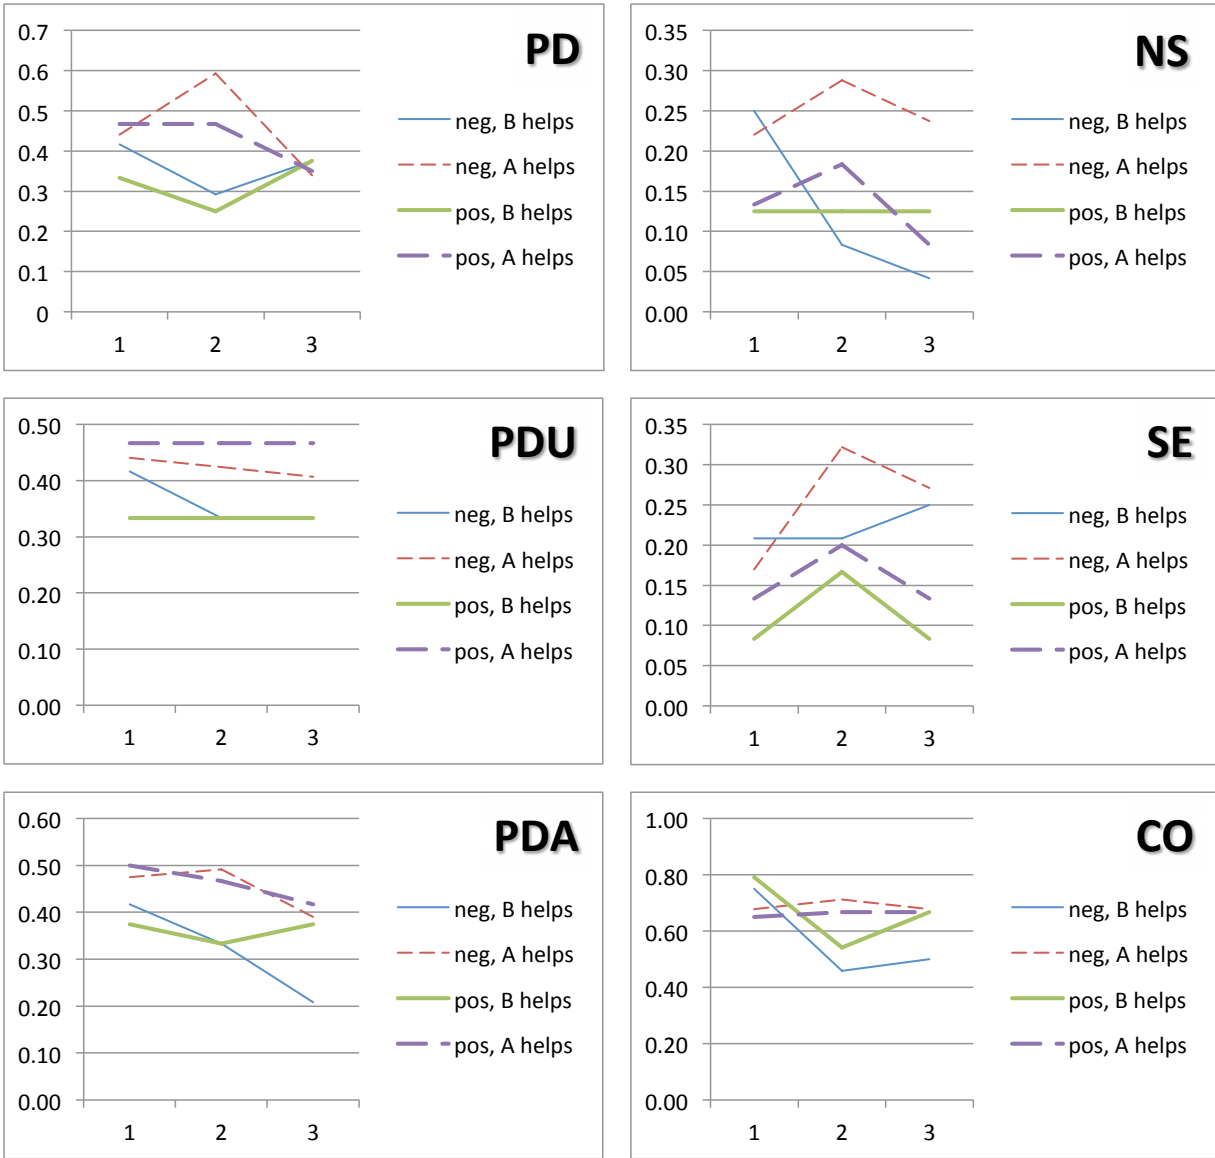 PD
0.7
0.6
0.5
0.4
0.3
0.2
0.1
0
1 2 3
neg, B helps
neg, A helps
pos, B helps
pos, A helps
NS
0.35
0.30
0.25
0.20
0.15
0.10
0.05
0.00
1 2 3
neg, B helps
neg, A helps
pos, B helps
pos, A helps
PDU
0.50
0.40
0.30
0.20
0.10
0.00
1 2 3
neg, B helps
neg, A helps
pos, B helps
pos, A helps
SE
0.35
0.30
0.25
0.20
0.15
0.10
0.05
0.00
1 2 3
neg, B helps
neg, A helps
pos, B helps
pos, A helps
PDA
0.60
0.50
0.40
0.30
0.20
0.10
0.00
1 2 3
neg, B helps
neg, A helps
pos, B helps
pos, A helps
CO
1.00
0.80
0.60
0.40
0.20
0.00
1 2 3
neg, B helps
neg, A helps
pos, B helps
pos, A helps